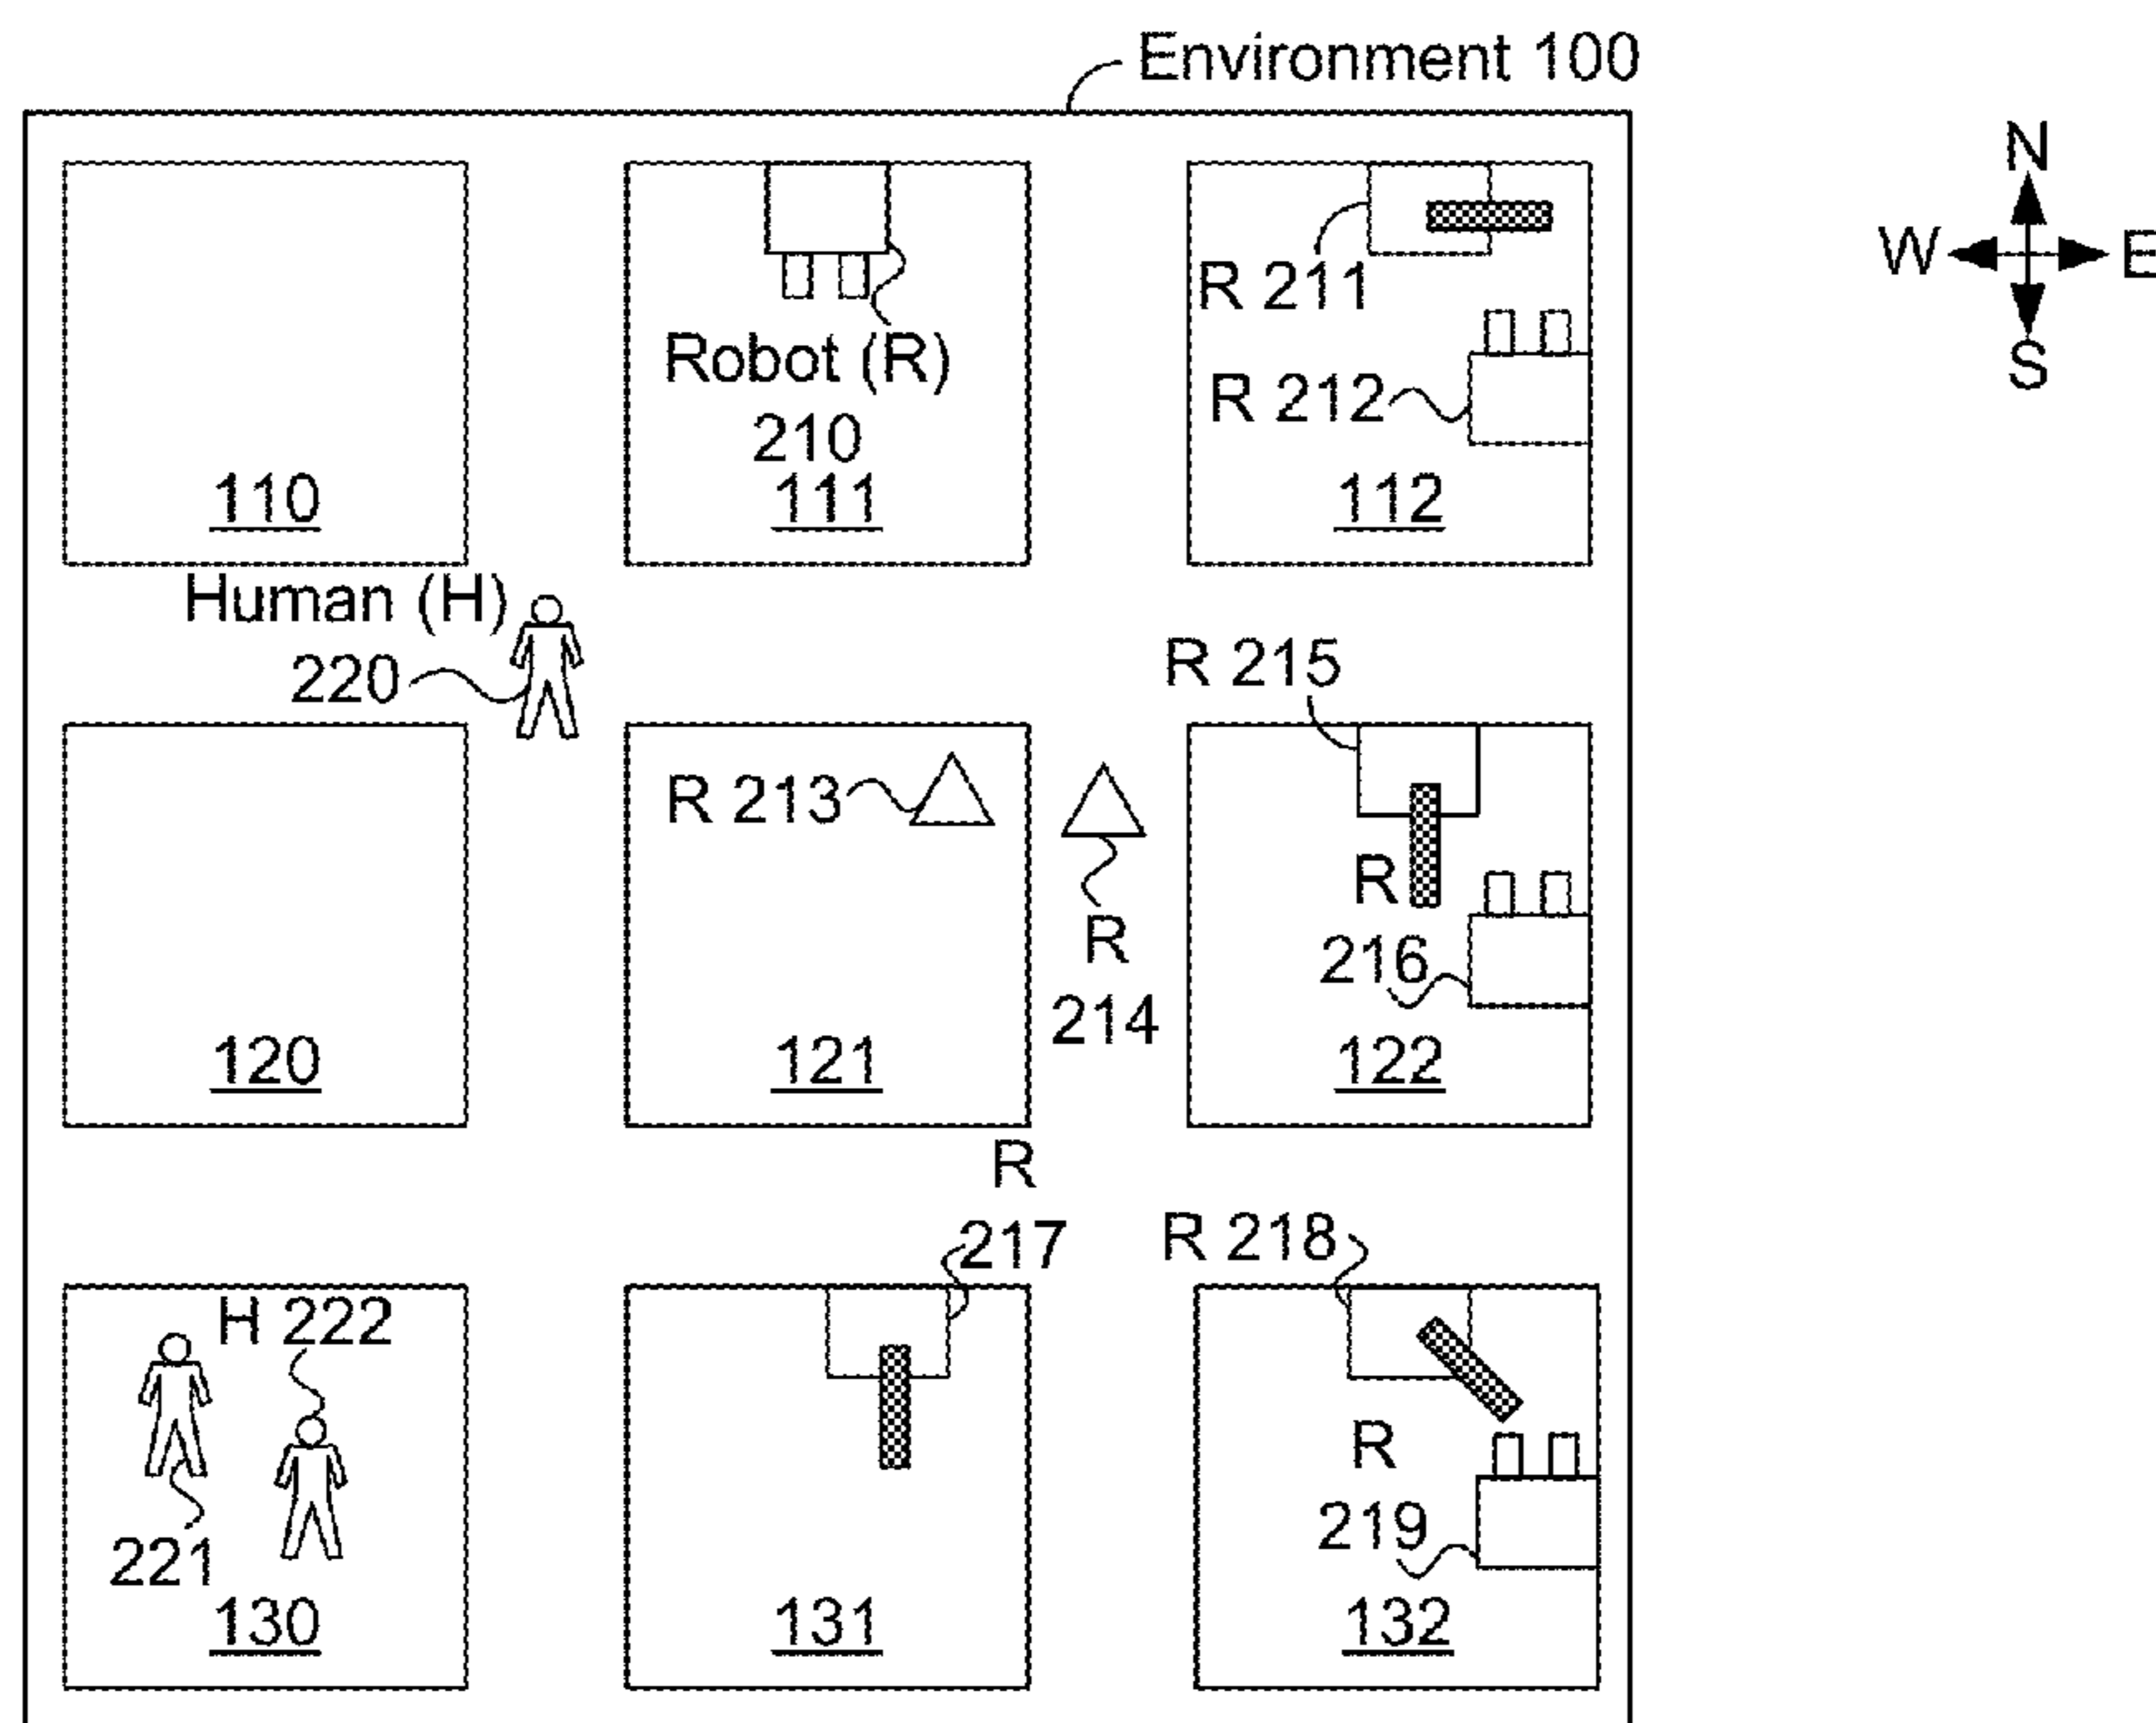 Environment 100
N
W E
S
R 211
Robot (R)
210
R 212
110
111
112
Human (H)
220
R 215
R 213
R
214
R
216
120
121
122
R
217
R 218
H 222
221
R
219
130
131
132